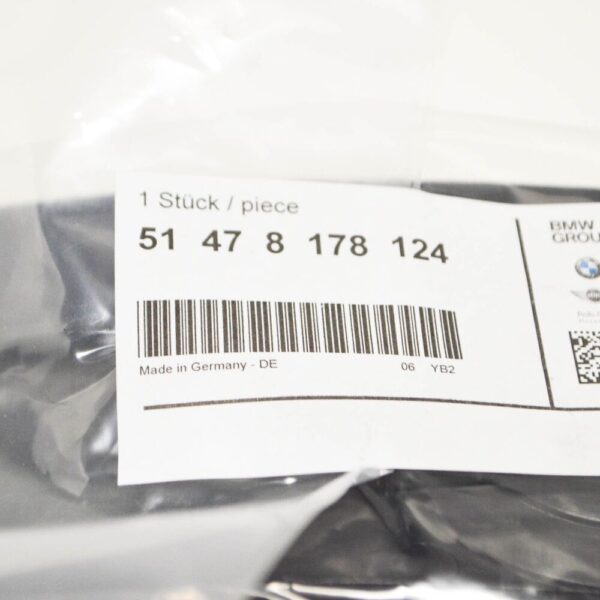 1 Stück / piece
51 47 8 178 124
Made in Germany - DE 06 YB2
BMW
GROU